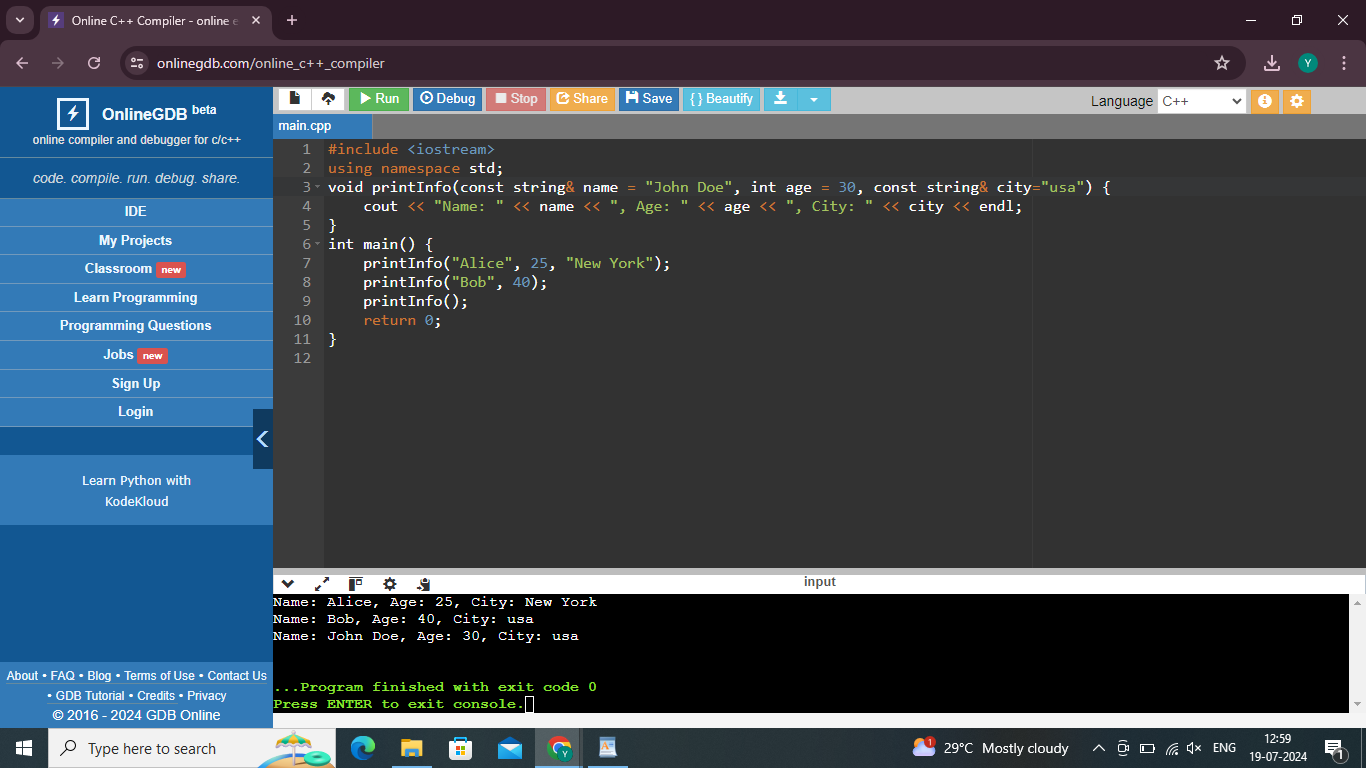 Online C++ Compiler - online e
onlinegdb.com/online_c++_compiler
Y
OnlineGDB beta
online compiler and debugger for c/c++
code. compile. run. debug. share.
IDE
My Projects
Classroom new
Learn Programming
Programming Questions
Jobs new
Sign Up
Login
Learn Python with
KodeKloud
About • FAQ • Blog • Terms of Use • Contact Us
• GDB Tutorial • Credits • Privacy
© 2016 - 2024 GDB Online
Run Debug Stop Share Save { } Beautify Language C++
main.cpp
1 #include <iostream>
2 using namespace std;
3 void printInfo(const string& name = "John Doe", int age = 30, const string& city="usa") {
4     cout << "Name: " << name << ", Age: " << age << ", City: " << city << endl;
5 }
6 int main() {
7     printInfo("Alice", 25, "New York");
8     printInfo("Bob", 40);
9     printInfo();
10     return 0;
11 }
12
input
Name: Alice, Age: 25, City: New York
Name: Bob, Age: 40, City: usa
Name: John Doe, Age: 30, City: usa
...Program finished with exit code 0
Press ENTER to exit console.
Type here to search
Y
1
29°C Mostly cloudy
ENG
12:59
19-07-2024
1